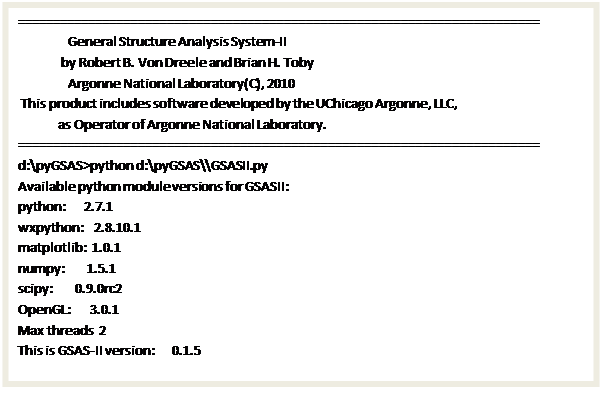 General Structure Analysis System-II
by Robert B. Von Dreele and Brian H. Toby
Argonne National Laboratory(C), 2010
This product includes software developed by the UChicago Argonne, LLC,
as Operator of Argonne National Laboratory.
d:\pyGSAS>python d:\pyGSAS\\GSASII.py
Available python module versions for GSASII:
python: 2.7.1
wxpython: 2.8.10.1
matplotlib: 1.0.1
numpy: 1.5.1
scipy: 0.9.0rc2
OpenGL: 3.0.1
Max threads 2
This is GSAS-II version: 0.1.5